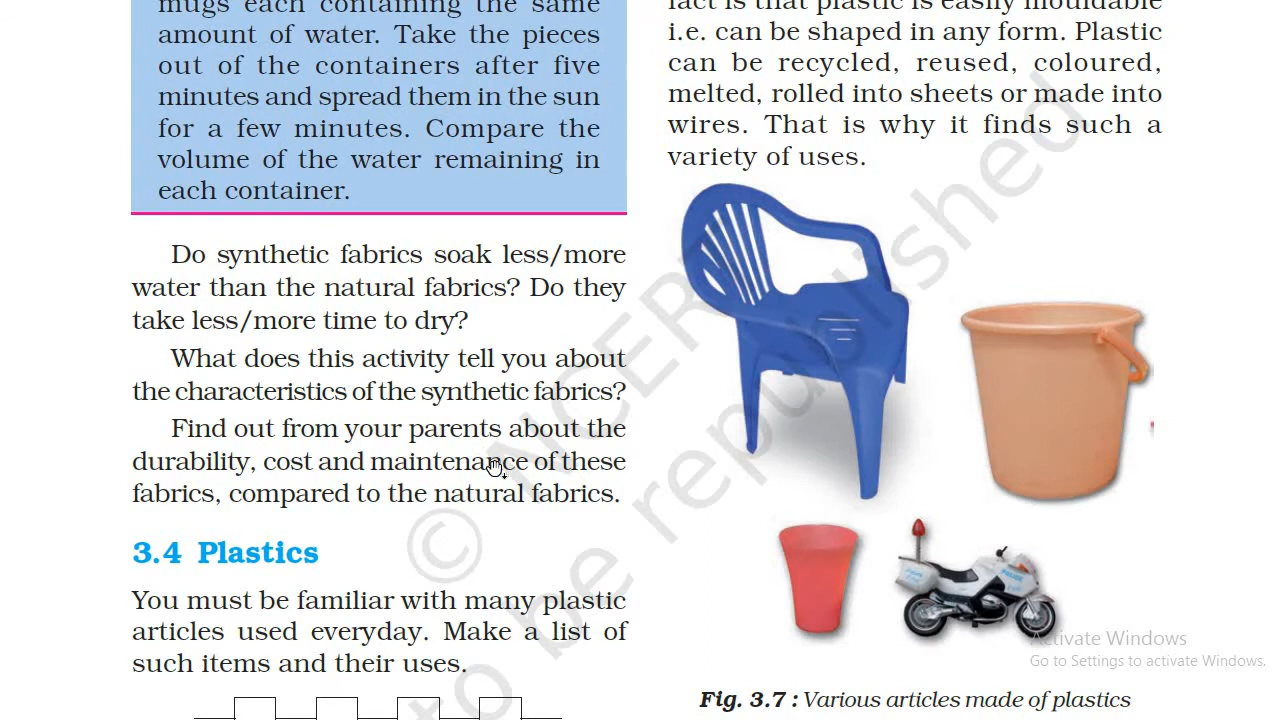 mugs each containing the same
amount of water. Take the pieces
out of the containers after five
minutes and spread them in the sun
for a few minutes. Compare the
volume of the water remaining in
each container.
Do synthetic fabrics soak less/more
water than the natural fabrics? Do they
take less/more time to dry?
What does this activity tell you about
the characteristics of the synthetic fabrics?
Find out from your parents about the
durability, cost and maintenance of these
fabrics, compared to the natural fabrics.
3.4 Plastics
You must be familiar with many plastic
articles used everyday. Make a list of
such items and their uses.
fact is that plastic is easily mouldable
i.e. can be shaped in any form. Plastic
can be recycled, reused, coloured,
melted, rolled into sheets or made into
wires. That is why it finds such a
variety of uses.
Fig. 3.7 : Various articles made of plastics
© NCERT
to be republished
Activate Windows
Go to Settings to activate Windows.